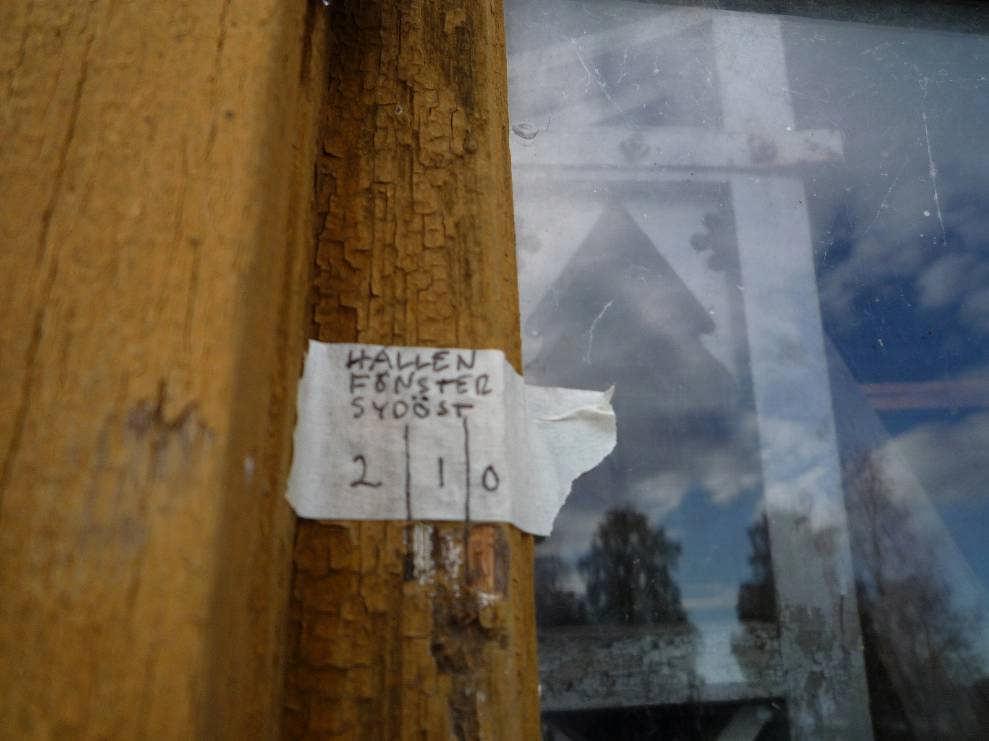 HALLEN
FÖNSTER
SYDÖST
2 | 1 | 0